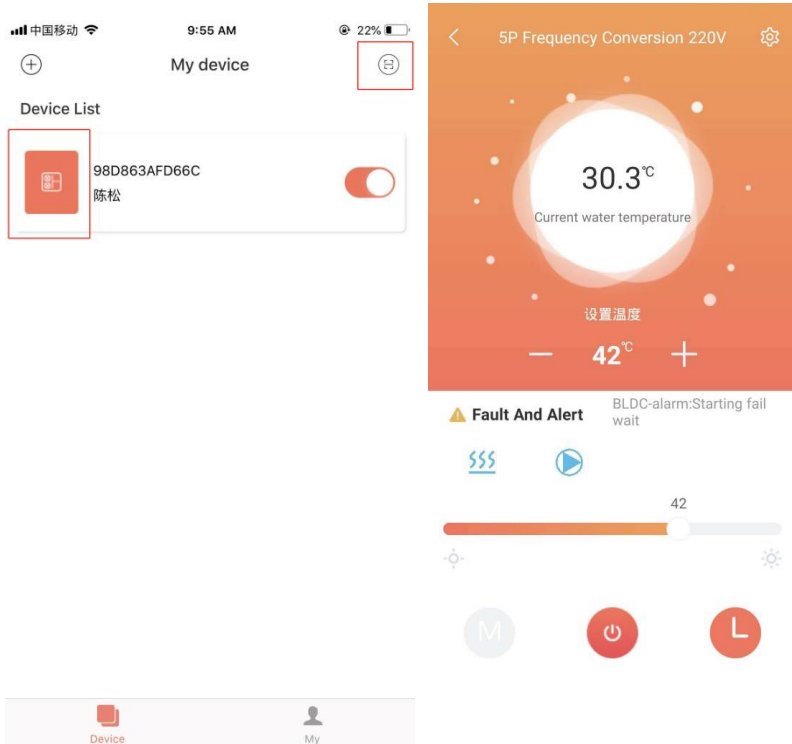 中国移动 9:55 AM 22%
My device
Device List
98D863AFD66C
陈松
Device
My
5P Frequency Conversion 220V
30.3℃
Current water temperature
设置温度
42℃
Fault And Alert
BLDC-alarm:Starting fail
wait
42
M